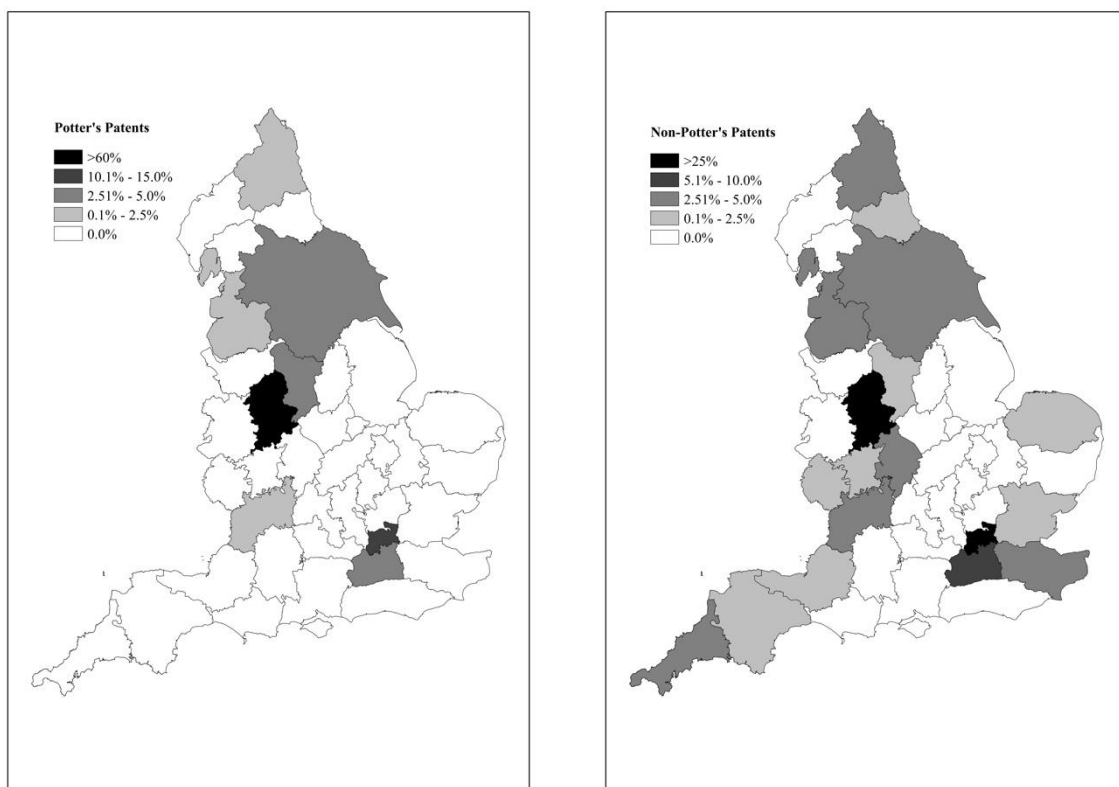 Potter's Patents
>60%
10.1% - 15.0%
2.51% - 5.0%
0.1% - 2.5%
0.0%
Non-Potter's Patents
>25%
5.1% - 10.0%
2.51% - 5.0%
0.1% - 2.5%
0.0%